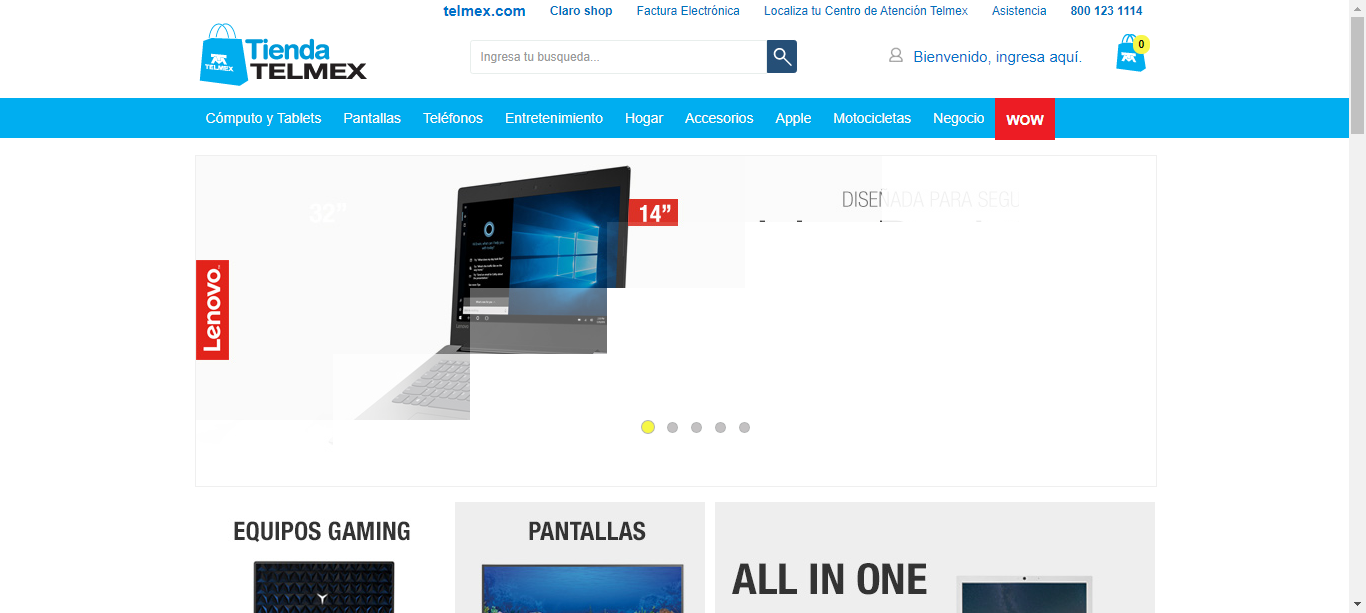 telmex.com Claro shop Factura Electrónica Localiza tu Centro de Atención Telmex Asistencia 800 123 1114
Tienda
TELMEX
TELMEX
Ingresa tu busqueda...
Bienvenido, ingresa aquí.
0
Cómputo y Tablets Pantallas Teléfonos Entretenimiento Hogar Accesorios Apple Motocicletas Negocio WOW
32”
14”
DISEÑADA PARA SEGU
Lenovo
EQUIPOS GAMING
PANTALLAS
ALL IN ONE